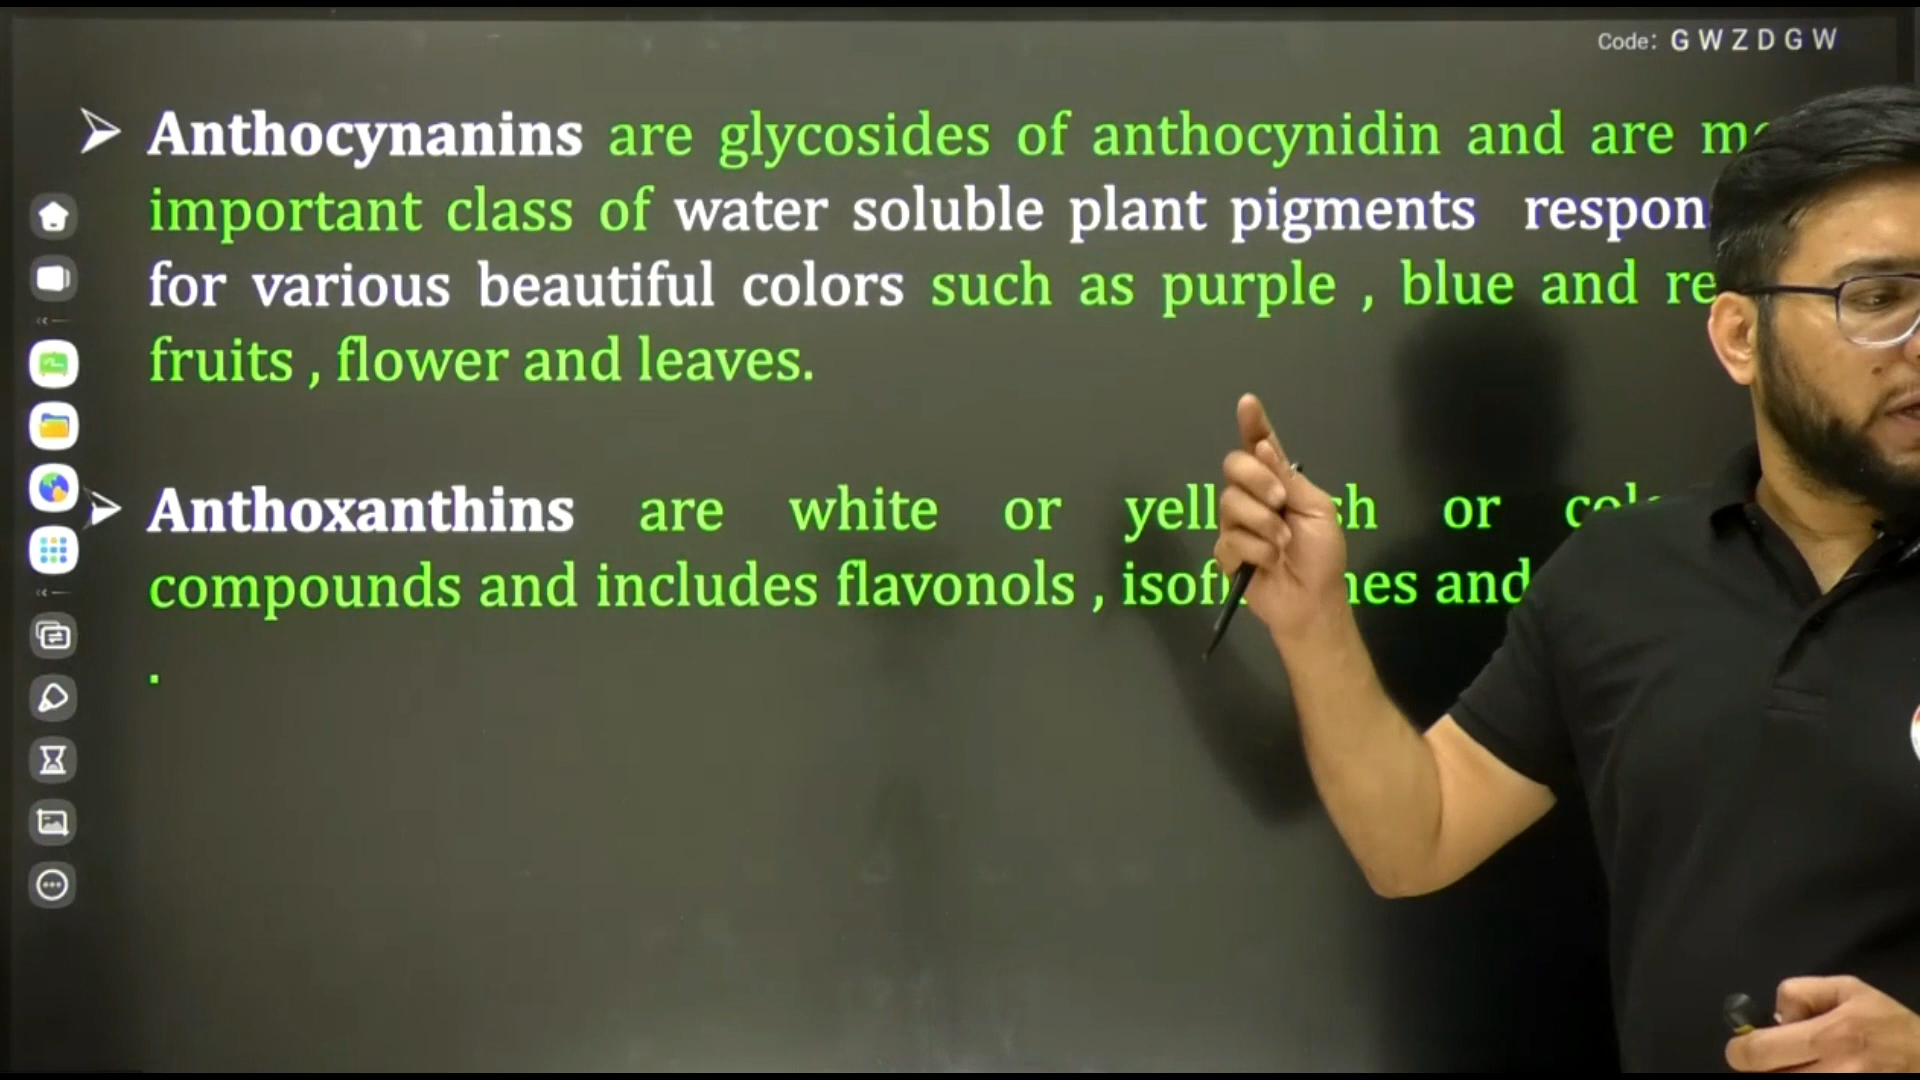 Code: GWZDGW
Anthocynanins are glycosides of anthocynidin and are
important class of water soluble plant pigments
for various beautiful colors such as purple , blue and
fruits , flower and leaves.
Anthoxanthins are white or or
compounds and includes flavonols , and
.